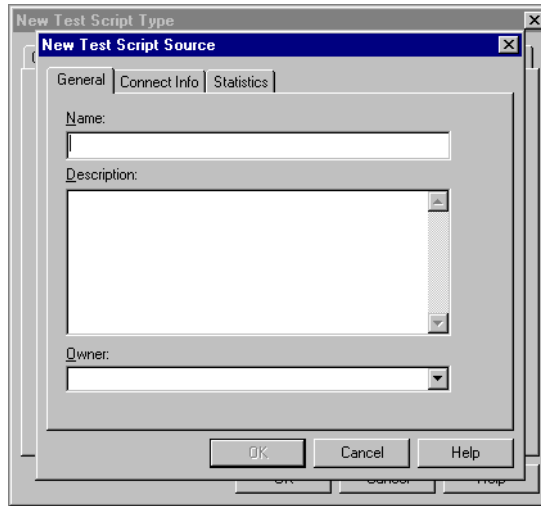 New Test Script Type
New Test Script Source
General Connect Info Statistics
Name:
Description:
Owner:
OK Cancel Help